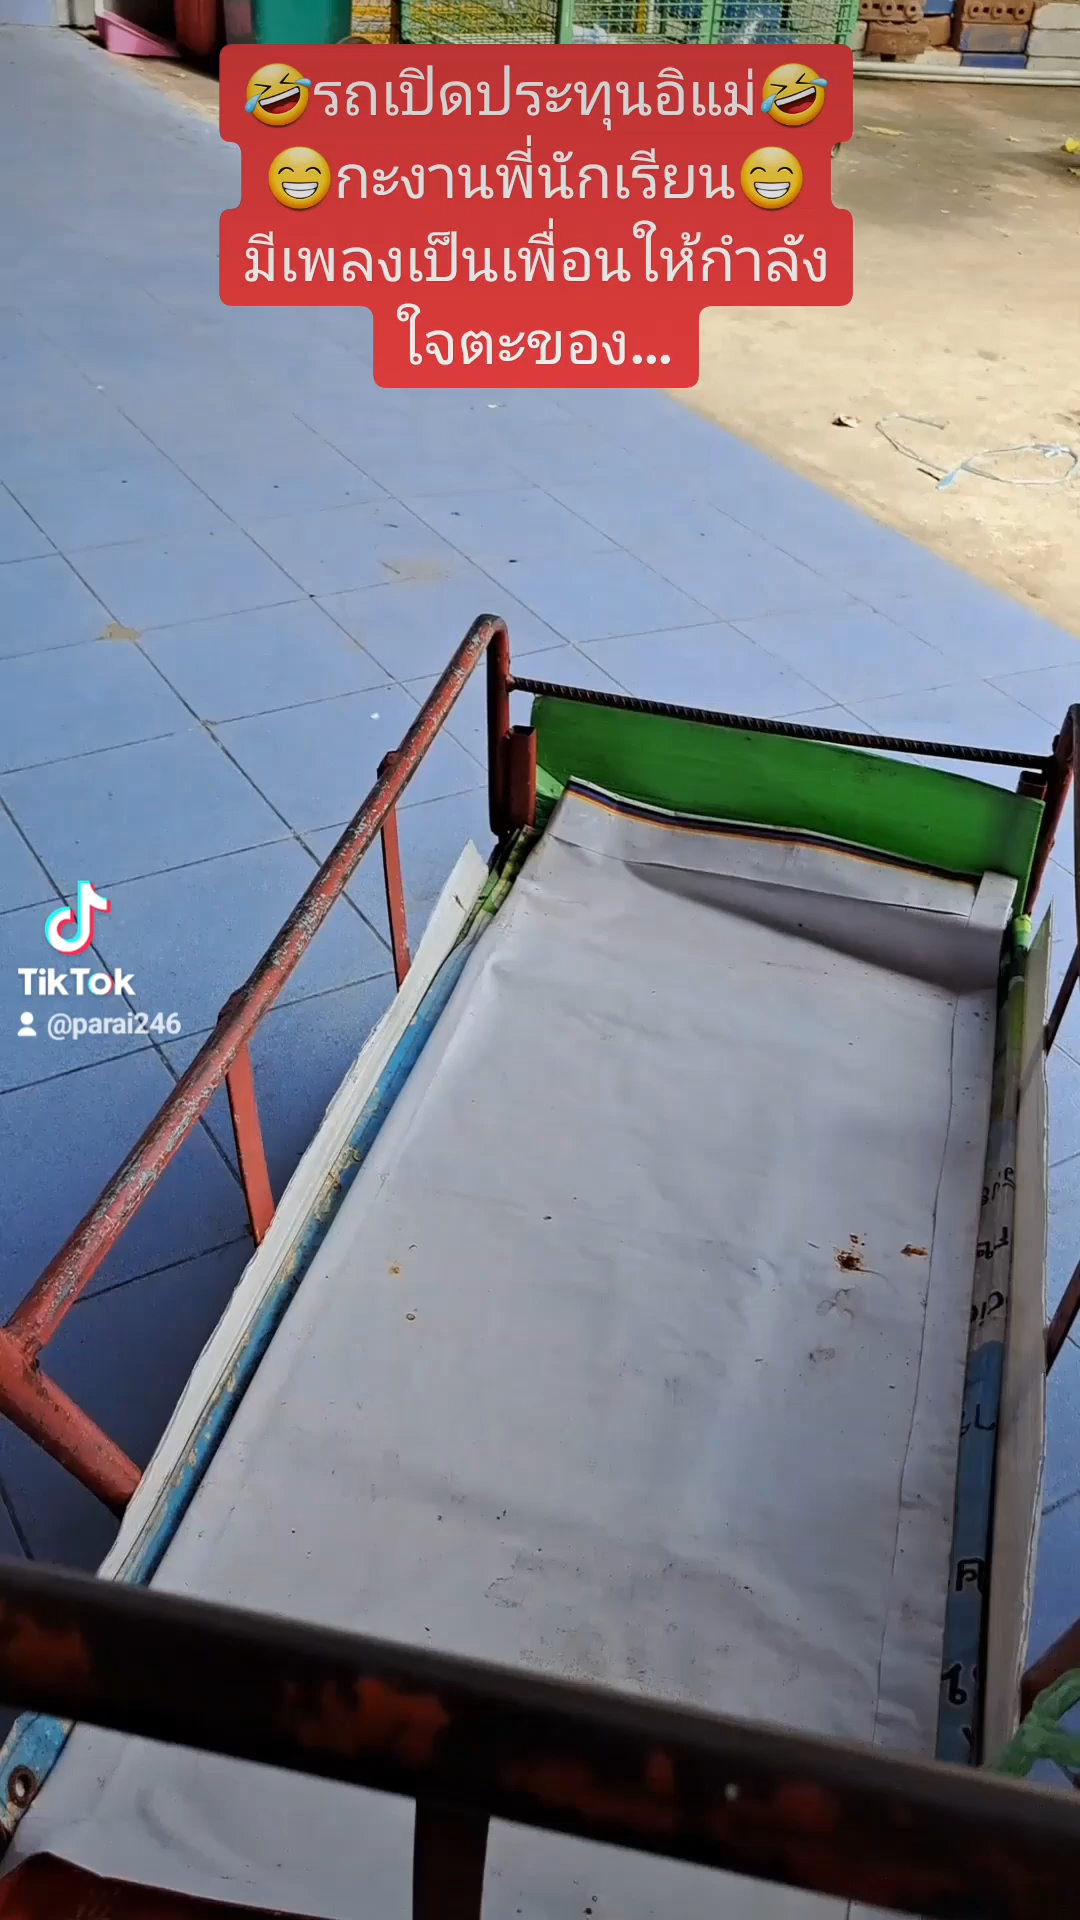 🤣รถเปิดประทุนอิแม่🤣
😁กะงานพี่นักเรียน😁
มีเพลงเป็นเพื่อนให้กำลัง
ใจตะของ...
TikTok
@parai246